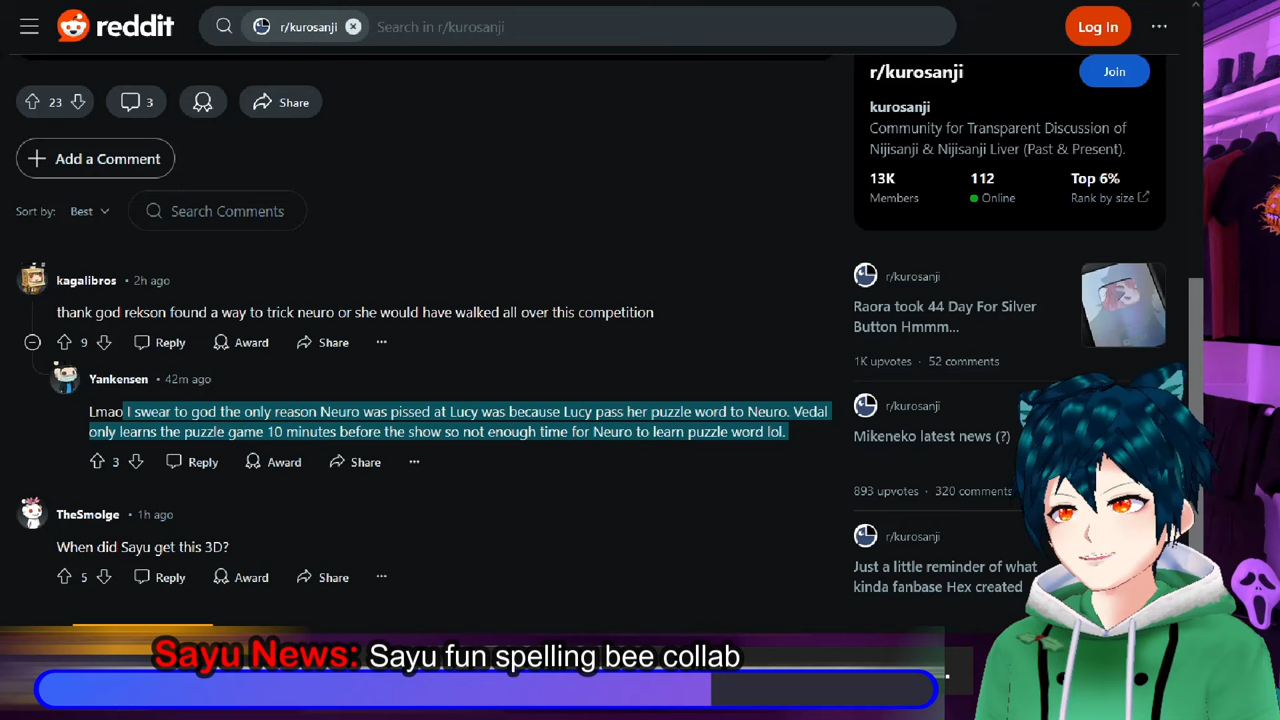 reddit
r/kurosanji
Search in r/kurosanji
Log In
23
3
Share
Add a Comment
Sort by:
Best
Search Comments
kagalibros • 2h ago
thank god rekson found a way to trick neuro or she would have walked all over this competition
9
Reply
Award
Share
Yankensen • 42m ago
Lmao I swear to god the only reason Neuro was pissed at Lucy was because Lucy pass her puzzle word to Neuro. Vedal
only learns the puzzle game 10 minutes before the show so not enough time for Neuro to learn puzzle word lol.
3
Reply
Award
Share
TheSmolge • 1h ago
When did Sayu get this 3D?
5
Reply
Award
Share
r/kurosanji
Join
kurosanji
Community for Transparent Discussion of
Nijisanji & Nijisanji Liver (Past & Present).
13K
112
Top 6%
Members
Online
Rank by size
r/kurosanji
Raora took 44 Day For Silver
Button Hmmm...
1K upvotes • 52 comments
r/kurosanji
Mikeneko latest news (?)
893 upvotes • 320 comments
r/kurosanji
Just a little reminder of what
kinda fanbase Hex created
Sayu News: Sayu fun spelling bee collab